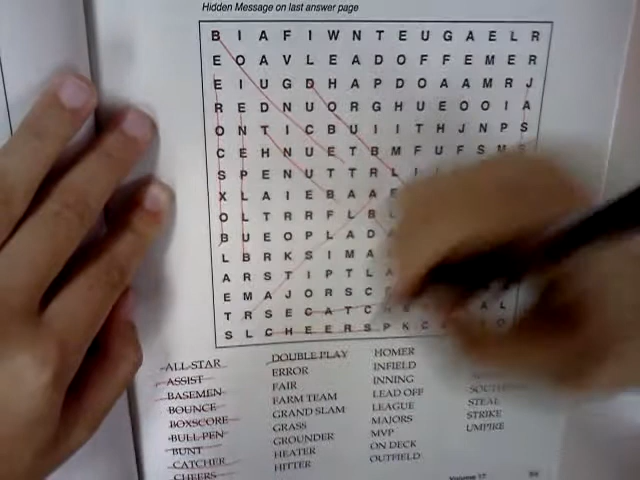 Hidden Message on last answer page
B I A F I W N T E U G A E L R
E O A V L E A D O F F E M E R
E I U G D H A P D O A A M R J
R E D N U O R G H U E O O I A
O N T I C B U I I T H J N P S
C E H N U E T B M F U F S M S
S P E N U T T R L
X L A I E B A A
O L T R R F L B
B U E O P L A D
L B R K S I M A
A R S T I P T L
E M A J O R S C
T R S E C A T C H
S L C H E E R S P K C
ALL-STAR
ASSIST
BASEMEN
BOUNCE
BOXSCORE
BULL PEN
BUNT
CATCHER
CHEERS
DOUBLE PLAY
ERROR
FAIR
FARM TEAM
GRAND SLAM
GRASS
GROUNDER
HEATER
HITTER
HOMER
INFIELD
INNING
LEAD OFF
LEAGUE
MAJORS
MVP
ON DECK
OUTFIELD
STEAL
STRIKE
UMPIRE
Volume 17